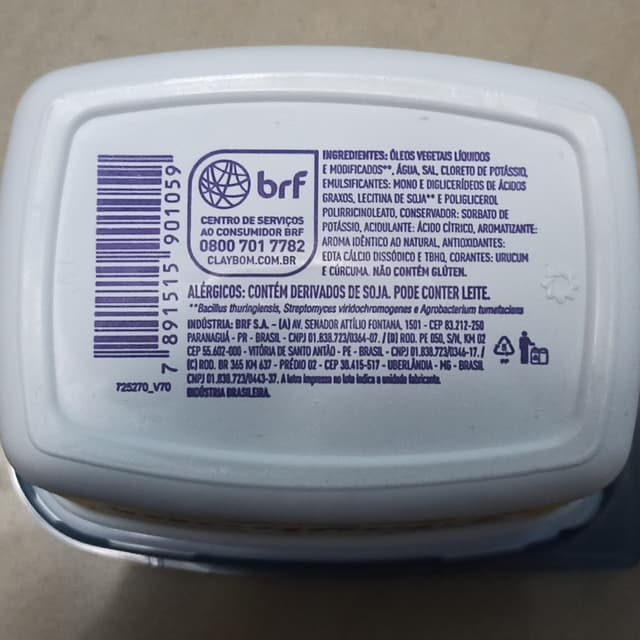 brf
CENTRO DE SERVIÇOS
AO CONSUMIDOR BRF
0800 701 7782
CLAYBOM.COM.BR
INGREDIENTES: ÓLEOS VEGETAIS LÍQUIDOS
E MODIFICADOS**, ÁGUA, SAL, CLORETO DE POTÁSSIO,
EMULSIFICANTES: MONO E DIGLICERÍDEOS DE ÁCIDOS
GRAXOS, LECITINA DE SOJA** E POLIGLICEROL
POLIRRICINOLEATO, CONSERVADOR: SORBATO DE
POTÁSSIO, ACIDULANTE: ÁCIDO CÍTRICO, AROMATIZANTE:
AROMA IDÊNTICO AO NATURAL, ANTIOXIDANTES:
EDTA CÁLCIO DISSÓDICO E TBHQ, CORANTES: URUCUM
E CÚRCUMA. NÃO CONTÉM GLÚTEN.
ALÉRGICOS: CONTÉM DERIVADOS DE SOJA. PODE CONTER LEITE.
**Bacillus thuringiensis, Streptomyces viridochromogenes e Agrobacterium tumefaciens
INDÚSTRIA: BRF S.A. - (A) AV. SENADOR ATTÍLIO FONTANA, 1501 - CEP 83.212-250
PARANAGUÁ - PR - BRASIL - CNPJ 01.838.723/0364-07. / (B) ROD. PE 050, S/N, KM 02
CEP 55.602-000 - VITÓRIA DE SANTO ANTÃO - PE - BRASIL - CNPJ 01.838.723/0346-17. /
(C) ROD. BR 365 KM 637 - PRÉDIO 02 - CEP 38.415-517 - UBERLÂNDIA - MG - BRASIL
CNPJ 01.838.723/0443-37. A letra impressa no lote indica a unidade fabricante.
INDÚSTRIA BRASILEIRA.
7 891515 901059
725270_V70
PP